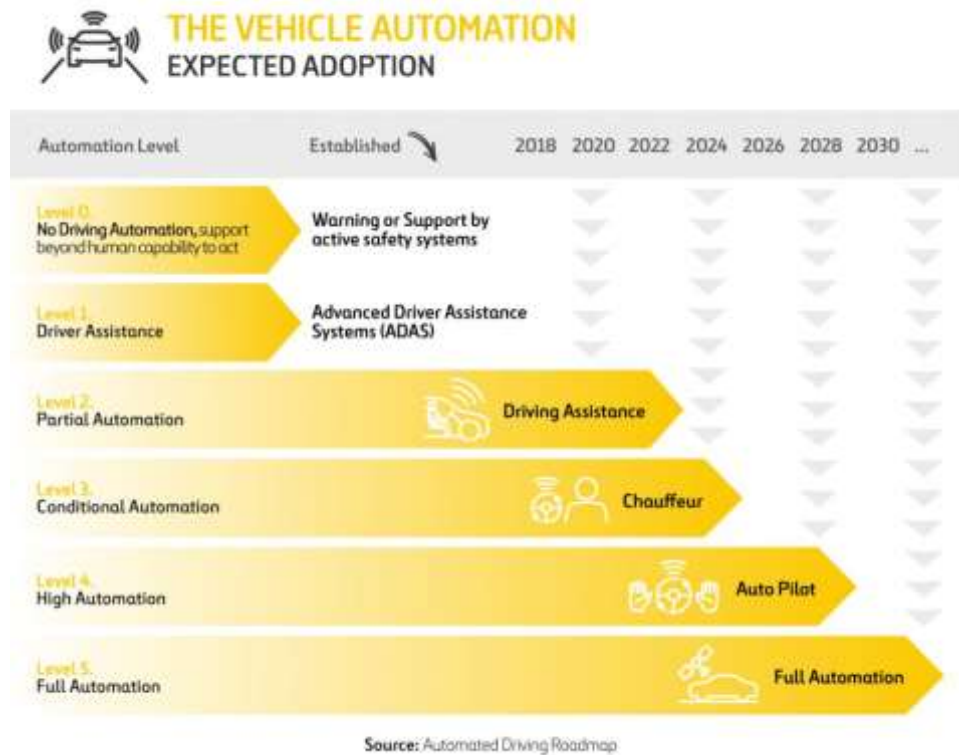 THE VEHICLE AUTOMATION
EXPECTED ADOPTION
Automation Level Established 2018 2020 2022 2024 2026 2028 2030 ...
Level 0.
No Driving Automation, support
beyond human capability to act
Warning or Support by
active safety systems
Level 1.
Driver Assistance
Advanced Driver Assistance
Systems (ADAS)
Level 2.
Partial Automation
Driving Assistance
Level 3.
Conditional Automation
Chauffeur
Level 4.
High Automation
Auto Pilot
Level 5.
Full Automation
Full Automation
Source: Automated Driving Roadmap